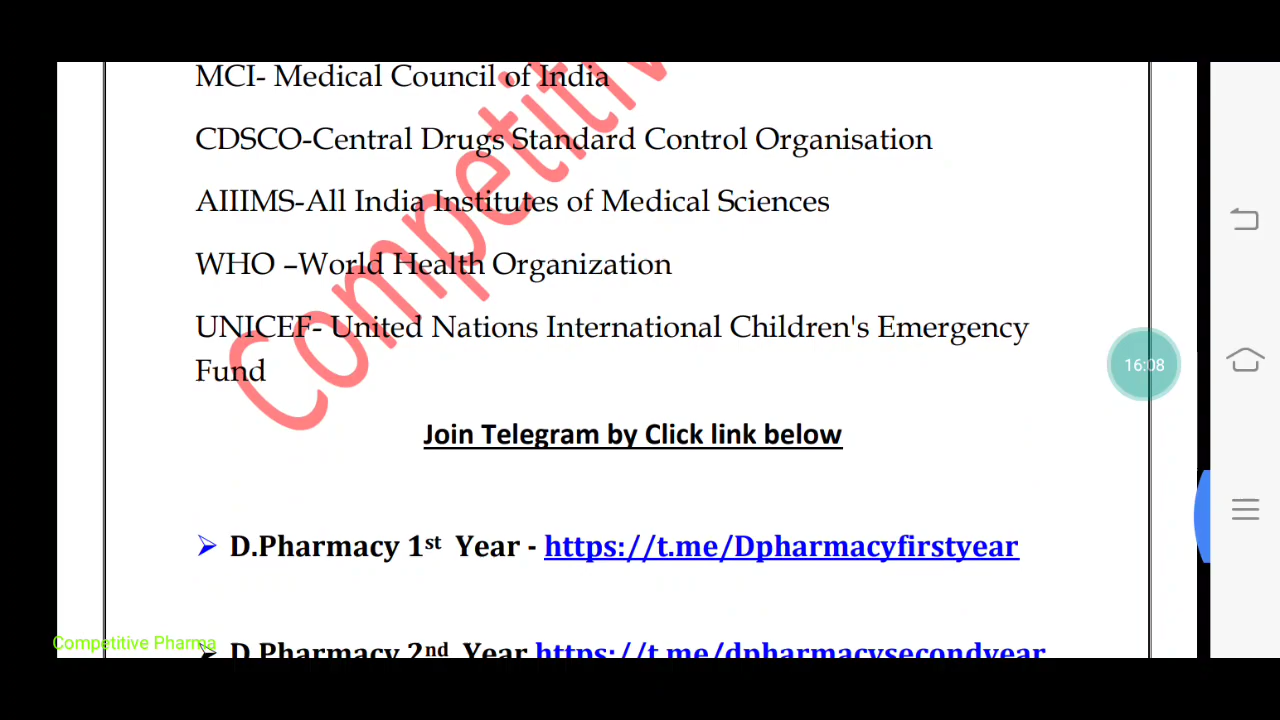 MCI- Medical Council of India
CDSCO-Central Drugs Standard Control Organisation
AIIIMS-All India Institutes of Medical Sciences
WHO –World Health Organization
UNICEF- United Nations International Children's Emergency
Fund
Competitive
16:08
Join Telegram by Click link below
➢ D.Pharmacy 1st Year - https://t.me/Dpharmacyfirstyear
Competitive Pharma
➢ D.Pharmacy 2nd Year https://t.me/dpharmacysecondyear